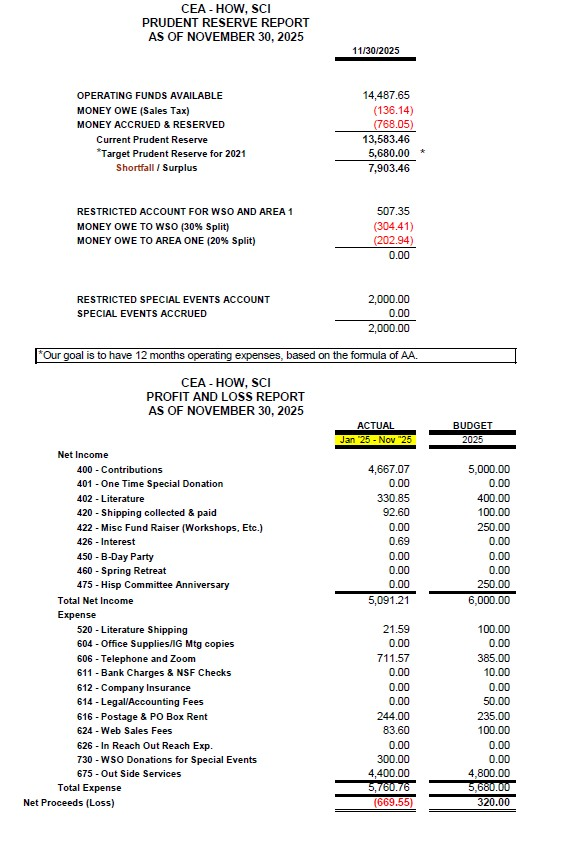 CEA - HOW, SCI
PRUDENT RESERVE REPORT
AS OF NOVEMBER 30, 2025
11/30/2025
OPERATING FUNDS AVAILABLE 14,487.65
MONEY OWE (Sales Tax) (136.14)
MONEY ACCRUED & RESERVED (768.05)
Current Prudent Reserve 13,583.46
*Target Prudent Reserve for 2021 5,680.00 *
Shortfall / Surplus 7,903.46
RESTRICTED ACCOUNT FOR WSO AND AREA 1 507.35
MONEY OWE TO WSO (30% Split) (304.41)
MONEY OWE TO AREA ONE (20% Split) (202.94)
0.00
RESTRICTED SPECIAL EVENTS ACCOUNT 2,000.00
SPECIAL EVENTS ACCRUED 0.00
2,000.00
*Our goal is to have 12 months operating expenses, based on the formula of AA.
CEA - HOW, SCI
PROFIT AND LOSS REPORT
AS OF NOVEMBER 30, 2025
ACTUAL BUDGET
Jan '25 - Nov "25 2025
Net Income
400 - Contributions 4,667.07 5,000.00
401 - One Time Special Donation 0.00 0.00
402 - Literature 330.85 400.00
420 - Shipping collected & paid 92.60 100.00
422 - Misc Fund Raiser (Workshops, Etc.) 0.00 250.00
426 - Interest 0.69 0.00
450 - B-Day Party 0.00 0.00
460 - Spring Retreat 0.00 0.00
475 - Hisp Committee Anniversary 0.00 250.00
Total Net Income 5,091.21 6,000.00
Expense
520 - Literature Shipping 21.59 100.00
604 - Office Supplies/IG Mtg copies 0.00 0.00
606 - Telephone and Zoom 711.57 385.00
611 - Bank Charges & NSF Checks 0.00 10.00
612 - Company Insurance 0.00 0.00
614 - Legal/Accounting Fees 0.00 50.00
616 - Postage & PO Box Rent 244.00 235.00
624 - Web Sales Fees 83.60 100.00
626 - In Reach Out Reach Exp. 0.00 0.00
730 - WSO Donations for Special Events 300.00 0.00
675 - Out Side Services 4,400.00 4,800.00
Total Expense 5,760.76 5,680.00
Net Proceeds (Loss) (669.55) 320.00